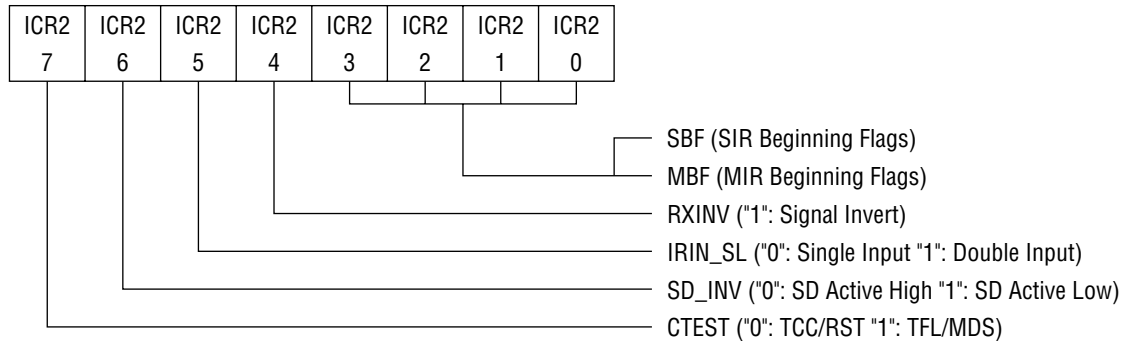 ICR2 ICR2 ICR2 ICR2 ICR2 ICR2 ICR2 ICR2
7 6 5 4 3 2 1 0
SBF (SIR Beginning Flags)
MBF (MIR Beginning Flags)
RXINV ("1": Signal Invert)
IRIN_SL ("0": Single Input "1": Double Input)
SD_INV ("0": SD Active High "1": SD Active Low)
CTEST ("0": TCC/RST "1": TFL/MDS)